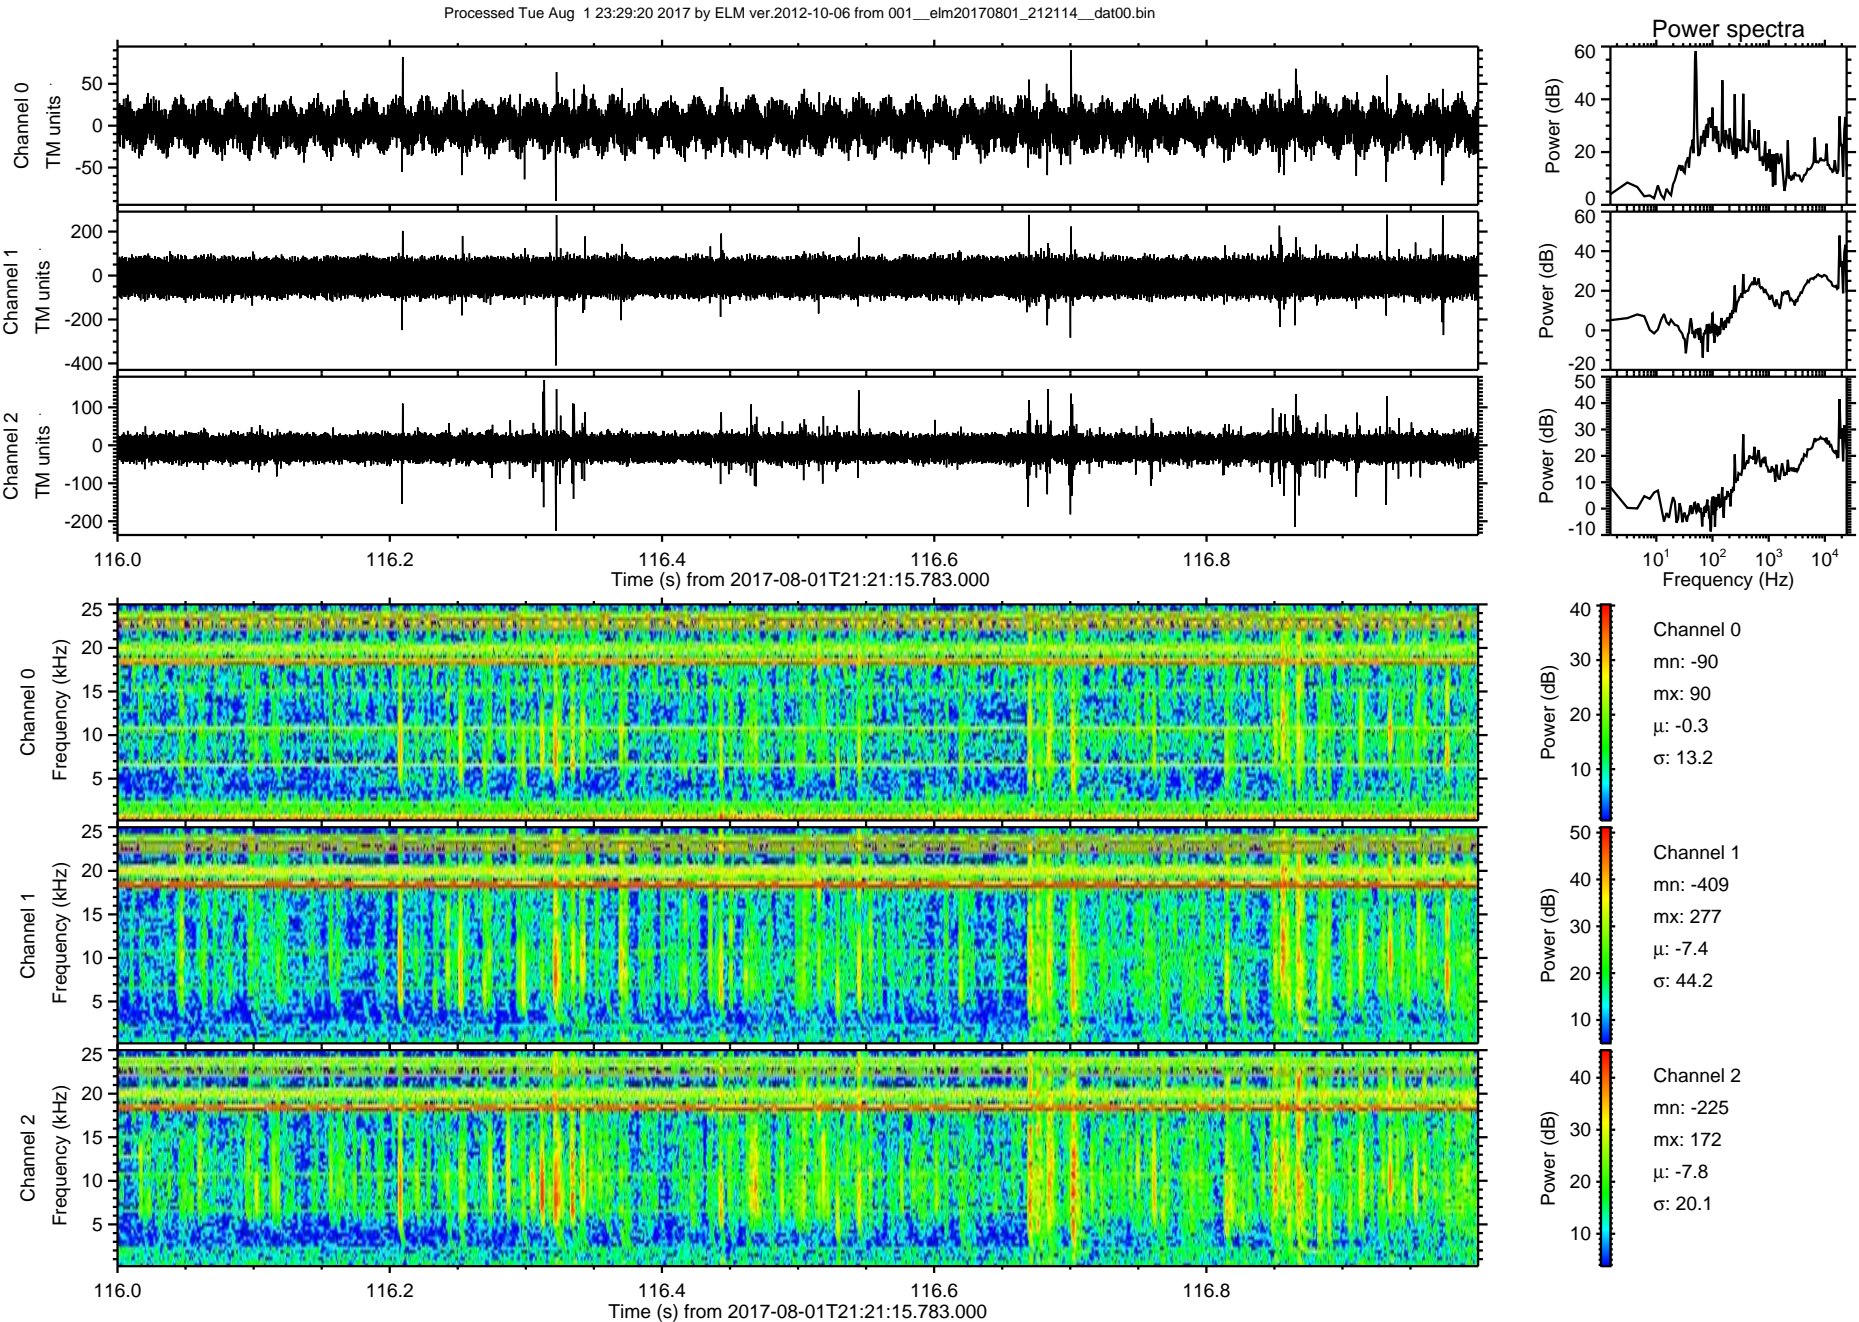 Processed Tue Aug  1 23:29:20 2017 by ELM ver.2012-10-06 from 001__elm20170801_212114__dat00.bin
Power spectra
Channel 0
TM units
50
0
-50
Power (dB)
60
40
20
0
Channel 1
TM units
200
0
-200
-400
Power (dB)
60
40
20
0
-20
Channel 2
TM units
100
0
-100
-200
Power (dB)
50
40
30
20
10
0
-10
116.0 116.2 116.4 116.6 116.8
Time (s) from 2017-08-01T21:21:15.783.000
10¹ 10² 10³ 10⁴
Frequency (Hz)
Channel 0
Frequency (kHz)
25
20
15
10
5
Power (dB)
40
30
20
10
Channel 0
mn: -90
mx: 90
μ: -0.3
σ: 13.2
Channel 1
Frequency (kHz)
25
20
15
10
5
Power (dB)
50
40
30
20
10
Channel 1
mn: -409
mx: 277
μ: -7.4
σ: 44.2
Channel 2
Frequency (kHz)
25
20
15
10
5
Power (dB)
40
30
20
10
Channel 2
mn: -225
mx: 172
μ: -7.8
σ: 20.1
116.0 116.2 116.4 116.6 116.8
Time (s) from 2017-08-01T21:21:15.783.000